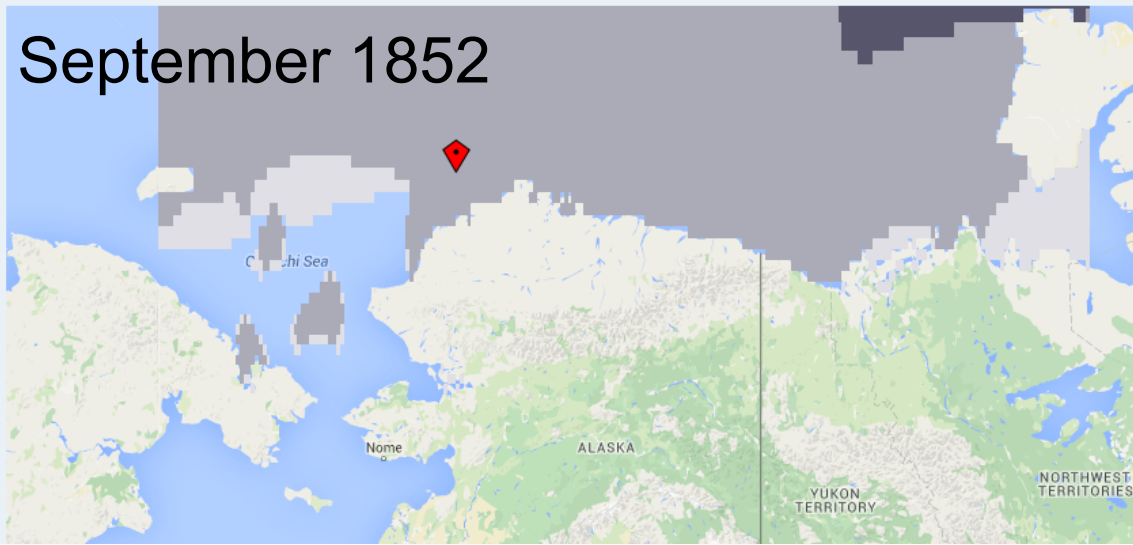 September 1852
Sea
Nome
ALASKA
YUKON
TERRITORY
NORTHWEST
TERRITORIES